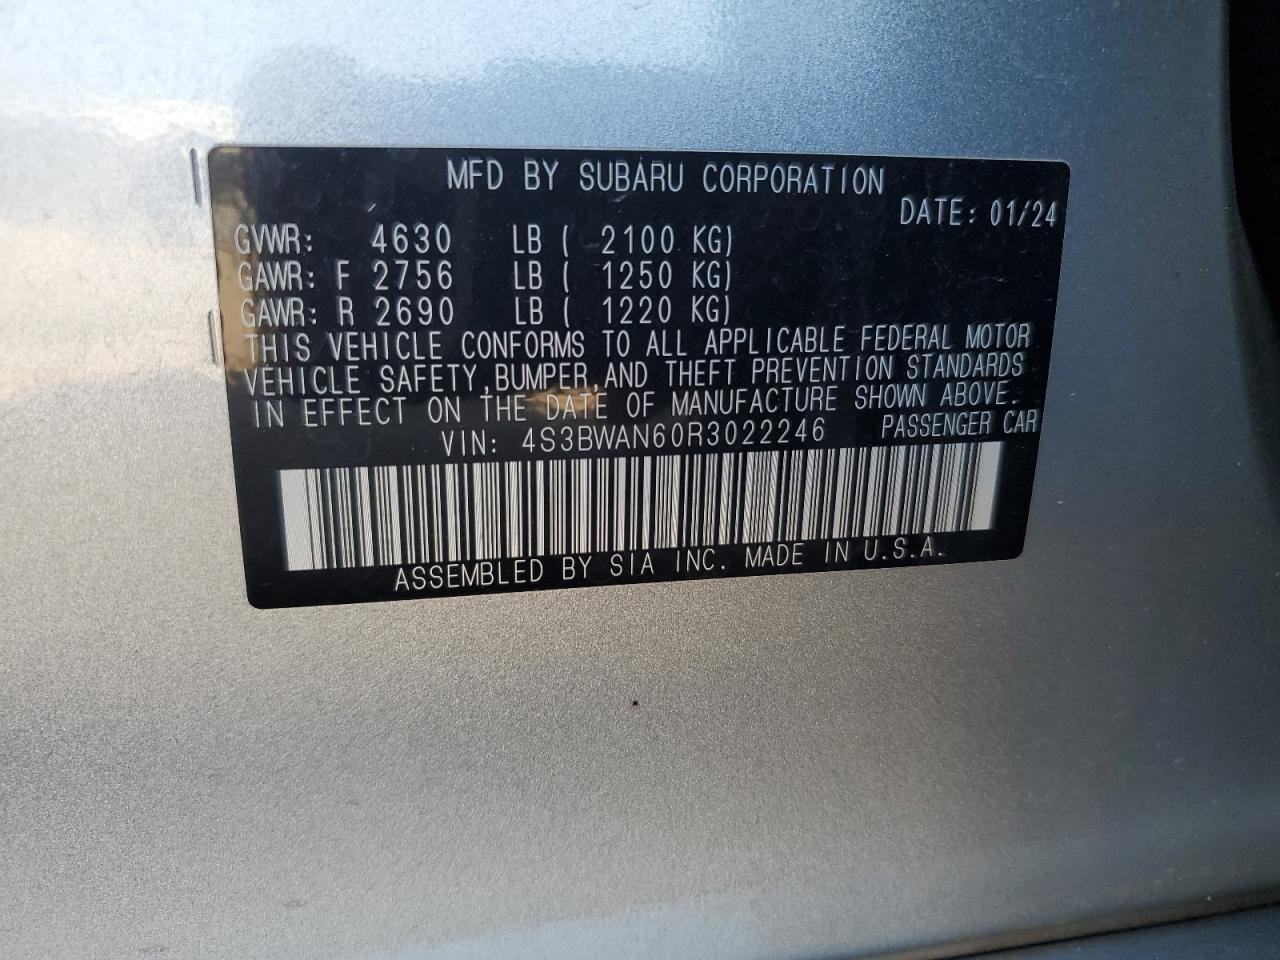 MFD BY SUBARU CORPORATION
DATE: 01/24
GVWR: 4630 LB ( 2100 KG)
GAWR: F 2756 LB ( 1250 KG)
GAWR: R 2690 LB ( 1220 KG)
THIS VEHICLE CONFORMS TO ALL APPLICABLE FEDERAL MOTOR
VEHICLE SAFETY,BUMPER,AND THEFT PREVENTION STANDARDS
IN EFFECT ON THE DATE OF MANUFACTURE SHOWN ABOVE.
VIN: 4S3BWAN60R3022246 PASSENGER CAR
ASSEMBLED BY SIA INC. MADE IN U.S.A.